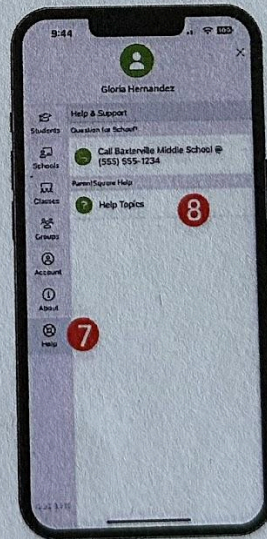 9:44
Gloria Hernandez
Students
Schools
Classes
Groups
Account
About
Help
Help & Support
Question for School?
Call Baxterville Middle School @
(555) 555-1234
ParentSquare Help
Help Topics
8
7